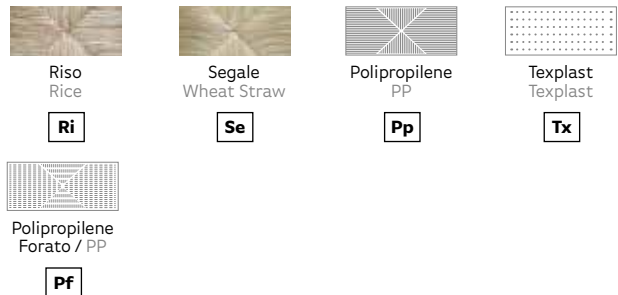 Riso
Rice
Ri
Segale
Wheat Straw
Se
Polipropilene
PP
Pp
Texplast
Texplast
Tx
Polipropilene
Forato / PP
Pf